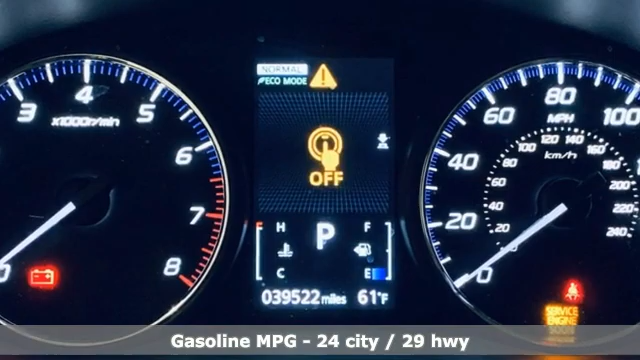 3 4 5 6 7 8
x1000r/min
0
NORMAL
ECO MODE
OFF
H F
P
C E
039522 miles 61°F
0 20 40 60 80 100
MPH
km/h
20 40 60 80 100 120 140 160 180 200 220 240
SERVICE
ENGINE
SOON
Gasoline MPG - 24 city / 29 hwy